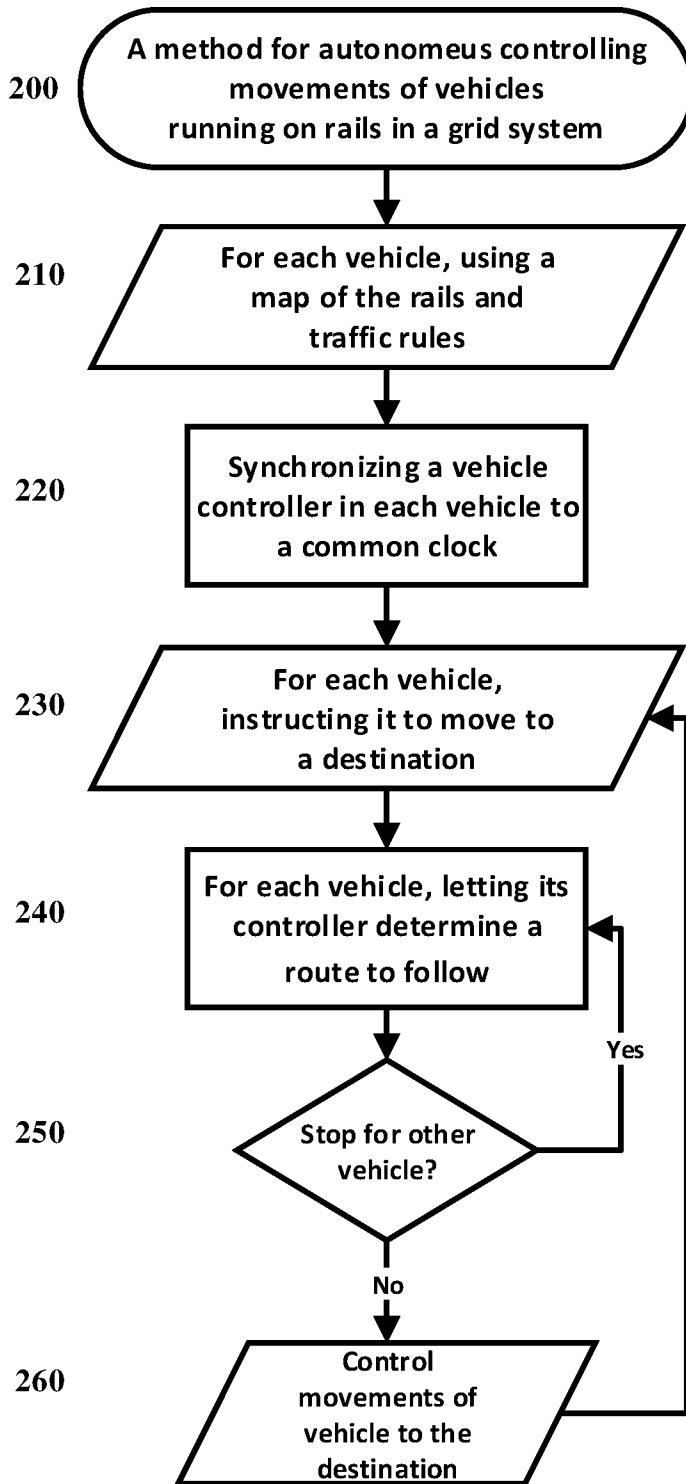 200
A method for autonomeus controlling
movements of vehicles
running on rails in a grid system
210
For each vehicle, using a
map of the rails and
traffic rules
220
Synchronizing a vehicle
controller in each vehicle to
a common clock
230
For each vehicle,
instructing it to move to
a destination
240
For each vehicle, letting its
controller determine a
route to follow
Yes
250
Stop for other
vehicle?
No
260
Control
movements of
vehicle to the
destination